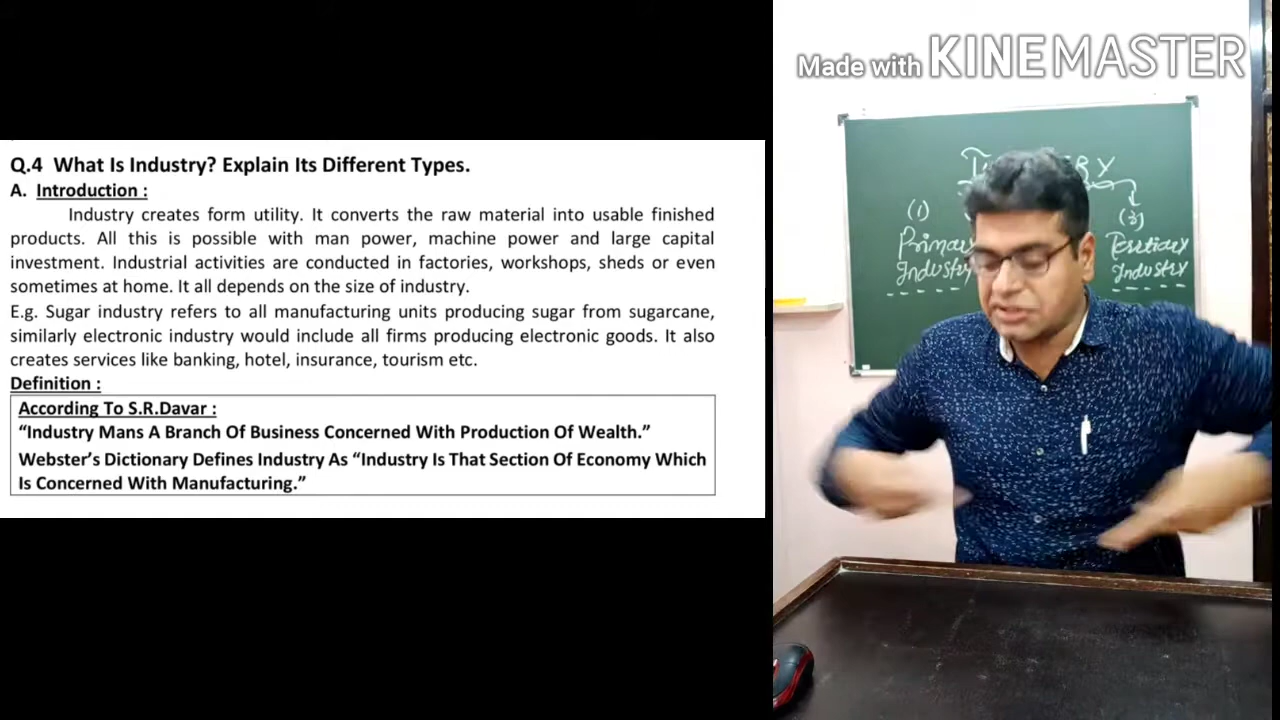 Q.4 What Is Industry? Explain Its Different Types.
A. Introduction :
Industry creates form utility. It converts the raw material into usable finished
products. All this is possible with man power, machine power and large capital
investment. Industrial activities are conducted in factories, workshops, sheds or even
sometimes at home. It all depends on the size of industry.
E.g. Sugar industry refers to all manufacturing units producing sugar from sugarcane,
similarly electronic industry would include all firms producing electronic goods. It also
creates services like banking, hotel, insurance, tourism etc.
Definition :
According To S.R.Davar :
“Industry Mans A Branch Of Business Concerned With Production Of Wealth.”
Webster’s Dictionary Defines Industry As “Industry Is That Section Of Economy Which
Is Concerned With Manufacturing.”
Made with KINEMASTER
(1)
Primary
Industry
(3)
Tertiary
Industry